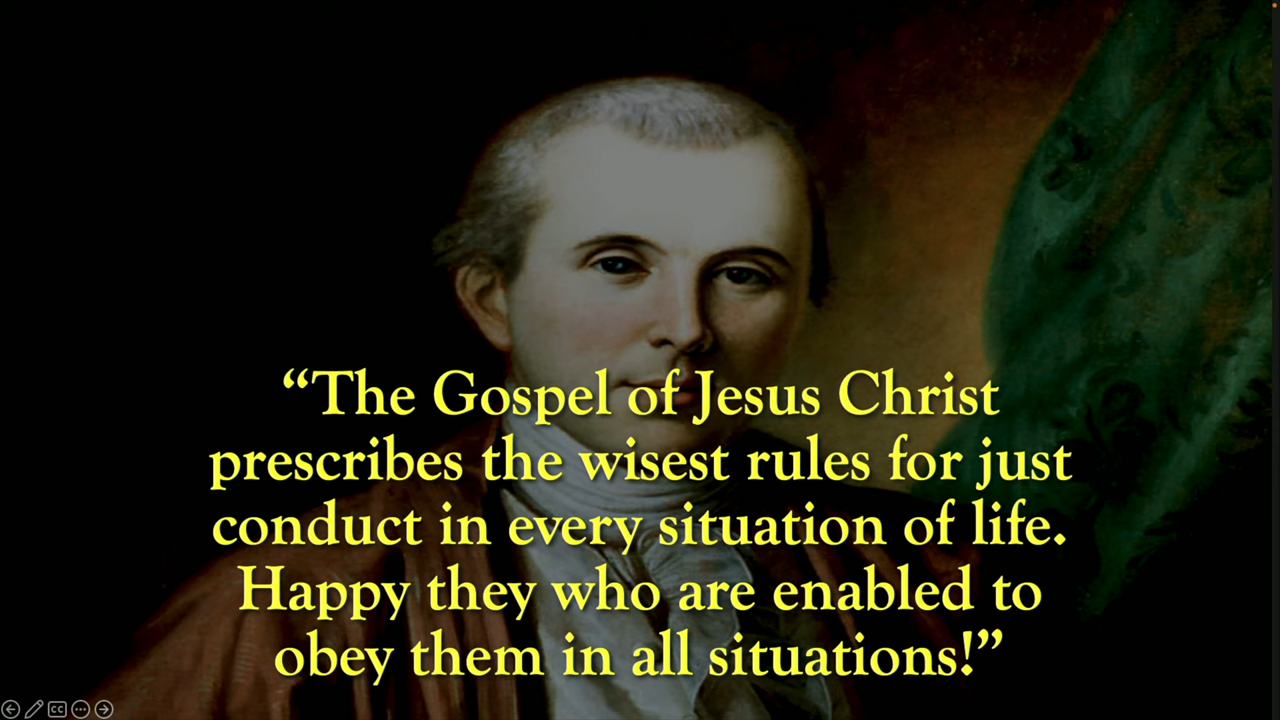 “The Gospel of Jesus Christ
prescribes the wisest rules for just
conduct in every situation of life.
Happy they who are enabled to
obey them in all situations!”
CC